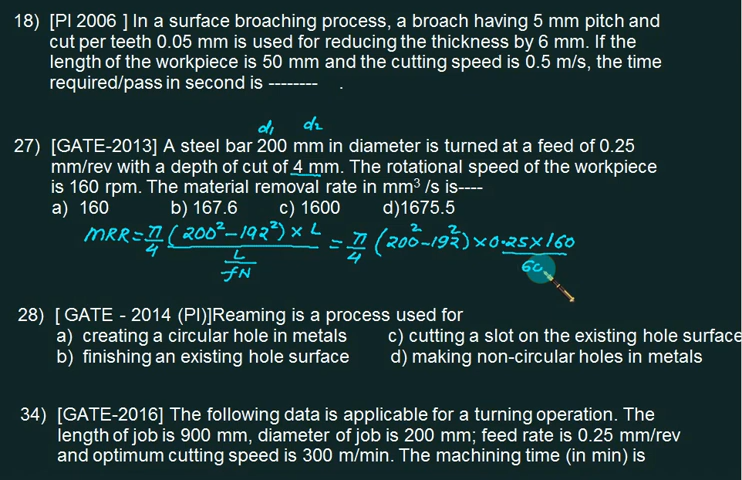 18) [PI 2006 ] In a surface broaching process, a broach having 5 mm pitch and
cut per teeth 0.05 mm is used for reducing the thickness by 6 mm. If the
length of the workpiece is 50 mm and the cutting speed is 0.5 m/s, the time
required/pass in second is -------- .
d₁ d₂
27) [GATE-2013] A steel bar 200 mm in diameter is turned at a feed of 0.25
mm/rev with a depth of cut of 4 mm. The rotational speed of the workpiece
is 160 rpm. The material removal rate in mm³ /s is----
a) 160 b) 167.6 c) 1600 d)1675.5
MRR = π/4 (200² - 192²) × L / (L/fN) = π/4 (200² - 192²) × 0.25 × 160 / 60
28) [ GATE - 2014 (PI)]Reaming is a process used for
a) creating a circular hole in metals c) cutting a slot on the existing hole surface
b) finishing an existing hole surface d) making non-circular holes in metals
34) [GATE-2016] The following data is applicable for a turning operation. The
length of job is 900 mm, diameter of job is 200 mm; feed rate is 0.25 mm/rev
and optimum cutting speed is 300 m/min. The machining time (in min) is